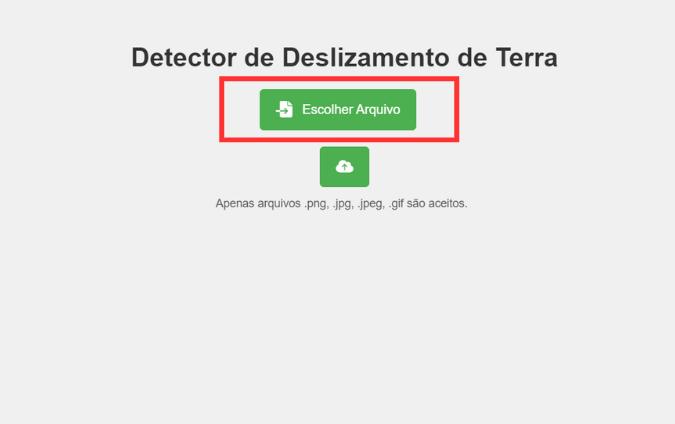 Detector de Deslizamento de Terra
Escolher Arquivo
Apenas arquivos .png, .jpg, .jpeg, .gif são aceitos.